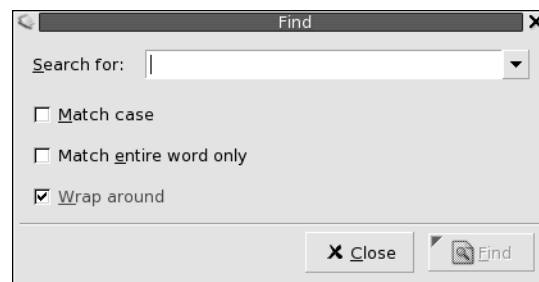 Find
Search for:
Match case
Match entire word only
Wrap around
Close
Find